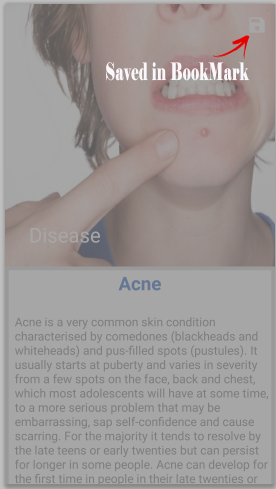 Saved in BookMark
Disease
Acne
Acne is a very common skin condition
characterised by comedones (blackheads and
whiteheads) and pus-filled spots (pustules). It
usually starts at puberty and varies in severity
from a few spots on the face, back and chest,
which most adolescents will have at some time,
to a more serious problem that may be
embarrassing, sap self-confidence and cause
scarring. For the majority it tends to resolve by
the late teens or early twenties but can persist
for longer in some people. Acne can develop for
the first time in people in their late twenties or